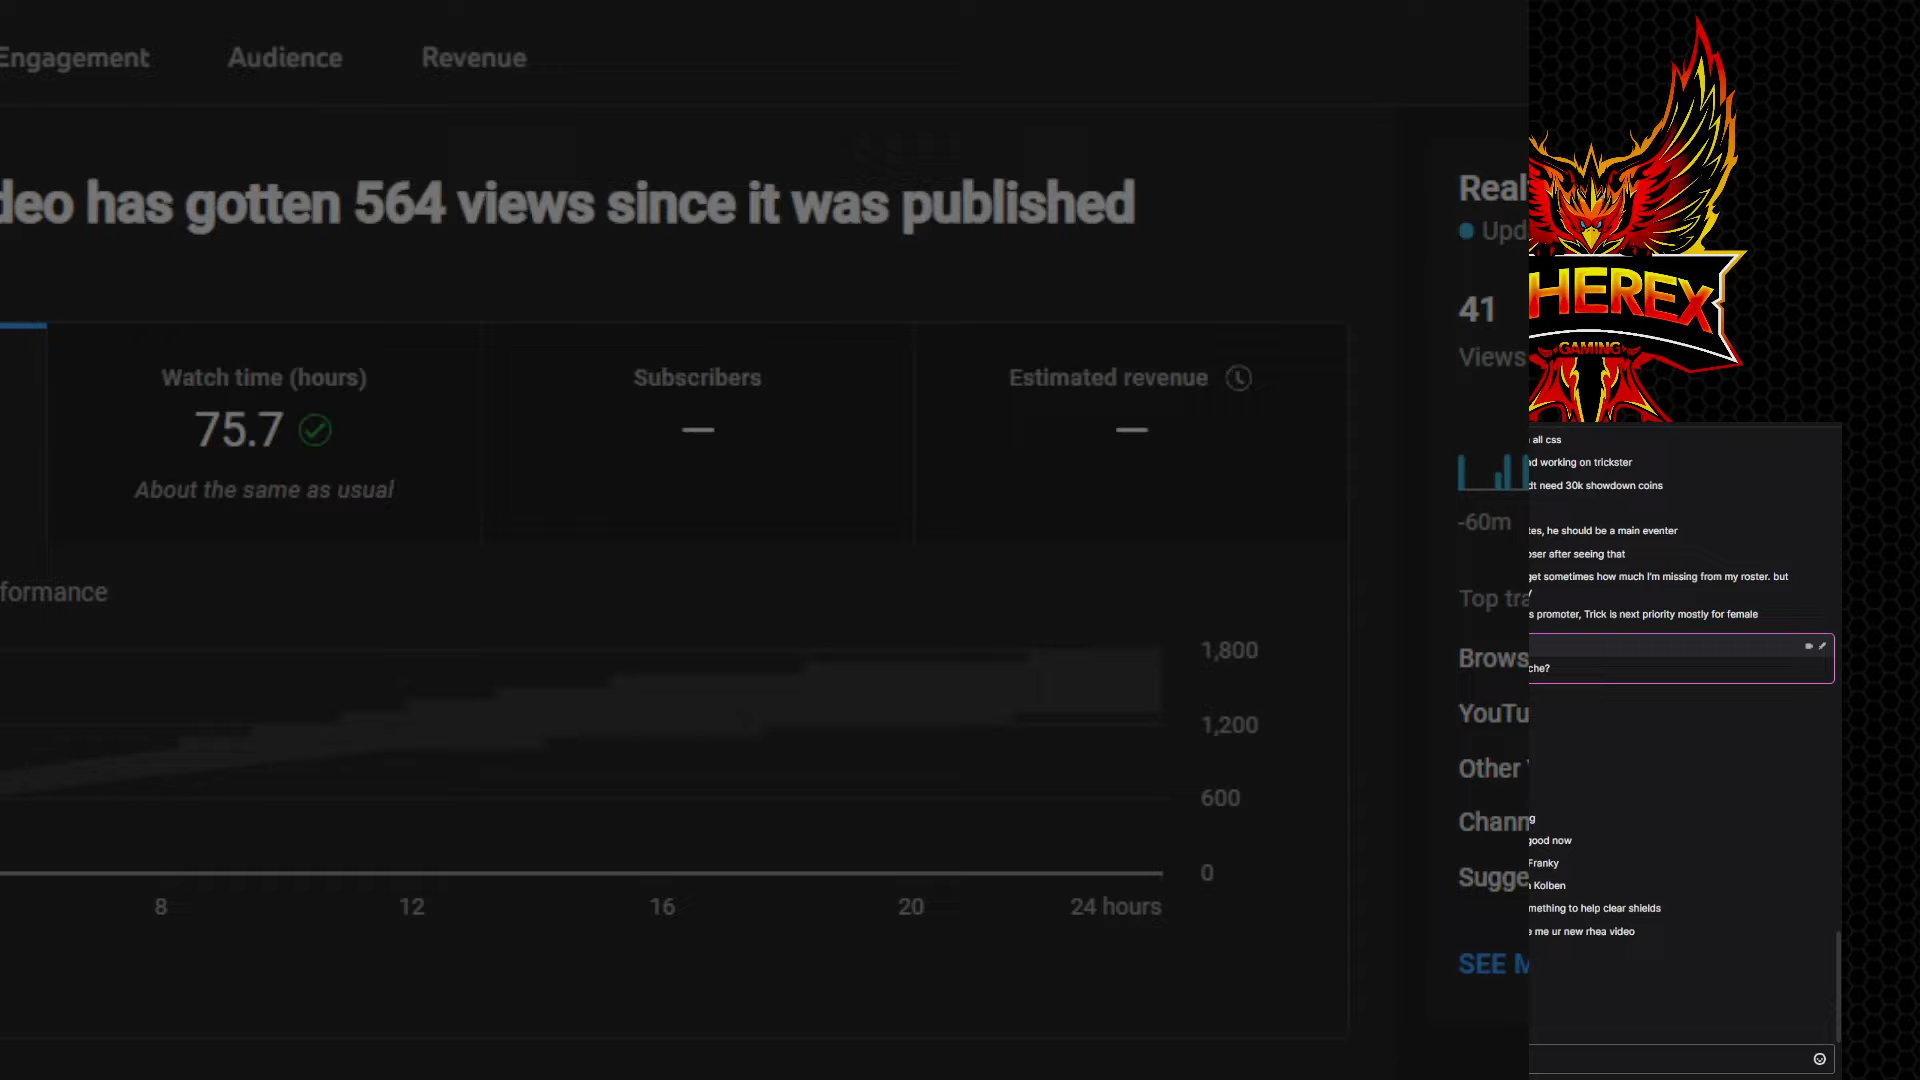 Engagement Audience Revenue
deo has gotten 564 views since it was published
Watch time (hours)
75.7
About the same as usual
Subscribers
—
Estimated revenue
—
formance
1,800
1,200
600
0
8 12 16 20 24 hours
Real
Upd
41
Views
-60m
Top tra
Brows
YouTu
Other
Chann
Sugge
SEE M
HEREX
GAMING
all css
d working on trickster
dt need 30k showdown coins
tes, he should be a main eventer
oser after seeing that
get sometimes how much I'm missing from my roster. but
s promoter, Trick is next priority mostly for female
che?
g
good now
Franky
Kolben
mething to help clear shields
e me ur new rhea video